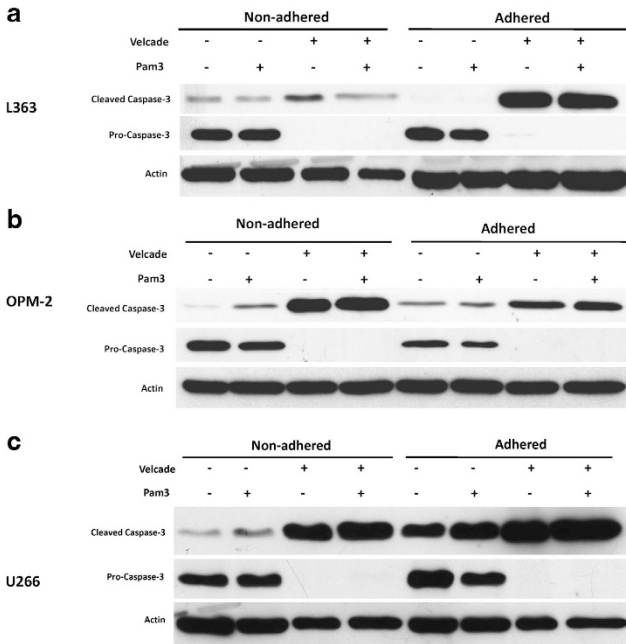 a
Non-adhered Adhered
Velcade - - + + - - + +
Pam3 - + - + - + - +
L363
Cleaved Caspase-3
Pro-Caspase-3
Actin
b
Non-adhered Adhered
Velcade - - + + - - + +
Pam3 - + - + - + - +
OPM-2
Cleaved Caspase-3
Pro-Caspase-3
Actin
c
Non-adhered Adhered
Velcade - - + + - - + +
Pam3 - + - + - + - +
Cleaved Caspase-3
Pro-Caspase-3
U266
Actin